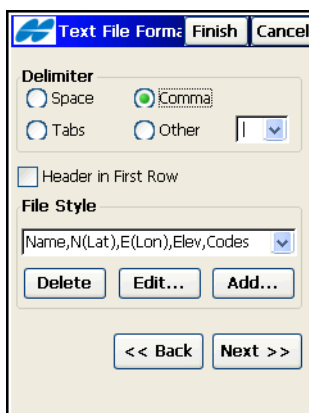 Text File Forma Finish Cancel
Delimiter
Space Comma
Tabs Other |
Header in First Row
File Style
Name,N(Lat),E(Lon),Elev,Codes
Delete Edit... Add...
<< Back Next >>